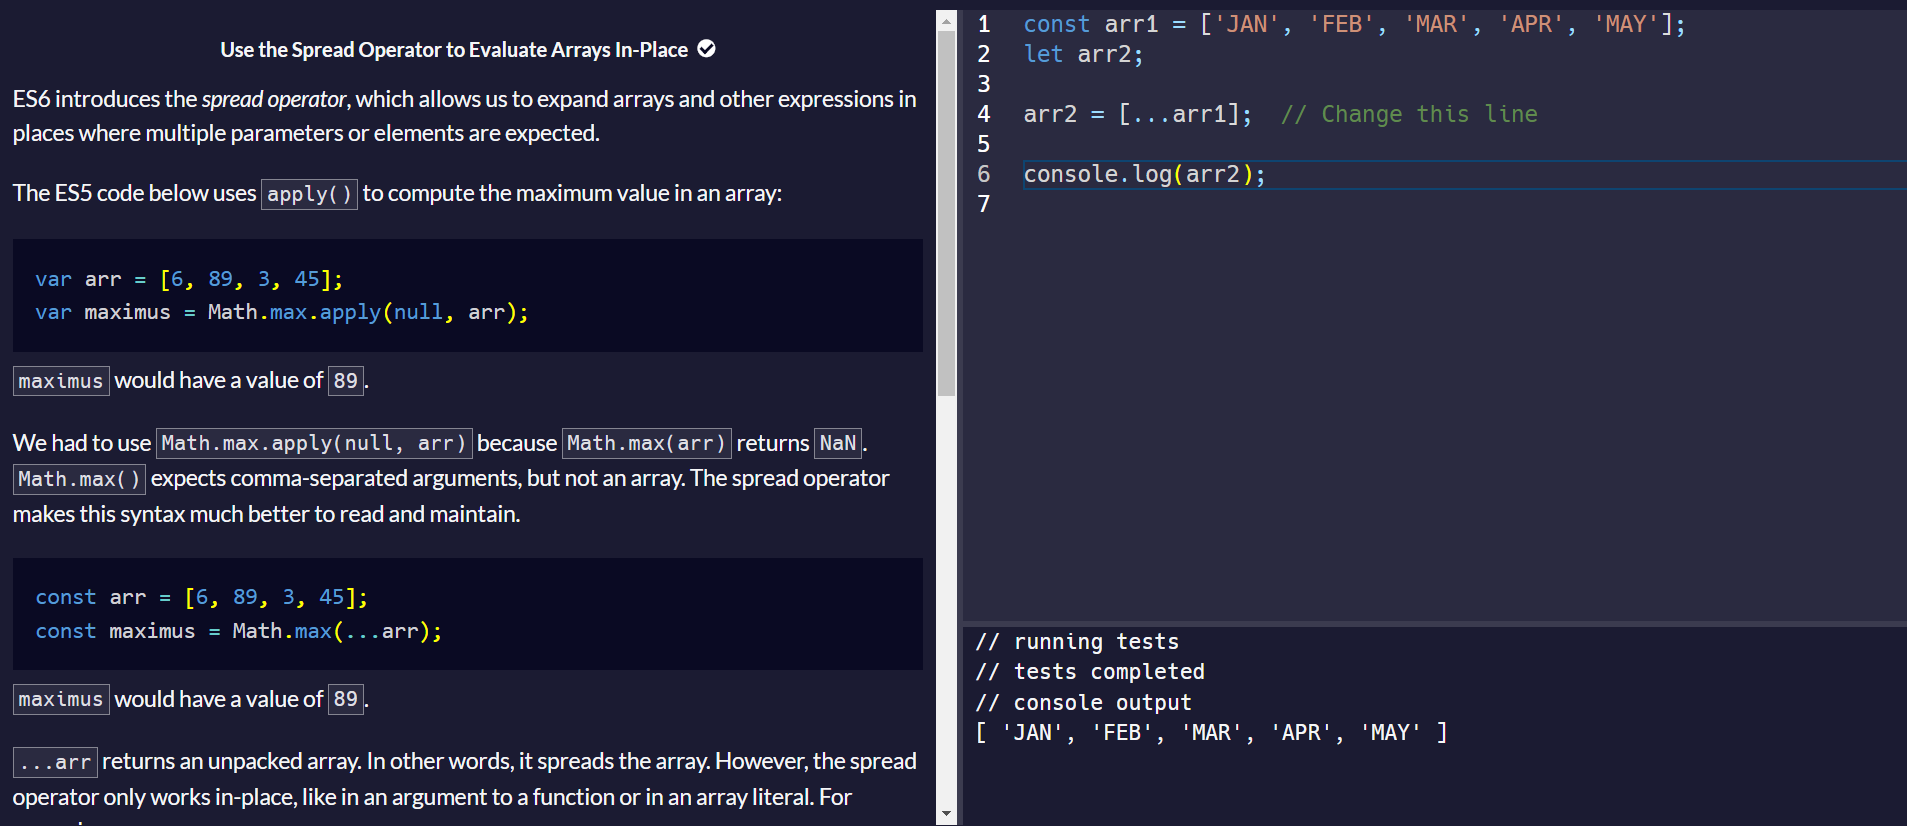 Use the Spread Operator to Evaluate Arrays In-Place
ES6 introduces the spread operator, which allows us to expand arrays and other expressions in
places where multiple parameters or elements are expected.
The ES5 code below uses apply() to compute the maximum value in an array:
var arr = [6, 89, 3, 45];
var maximus = Math.max.apply(null, arr);
maximus would have a value of 89.
We had to use Math.max.apply(null, arr) because Math.max(arr) returns NaN.
Math.max() expects comma-separated arguments, but not an array. The spread operator
makes this syntax much better to read and maintain.
const arr = [6, 89, 3, 45];
const maximus = Math.max(...arr);
maximus would have a value of 89.
...arr returns an unpacked array. In other words, it spreads the array. However, the spread
operator only works in-place, like in an argument to a function or in an array literal. For
1 const arr1 = ['JAN', 'FEB', 'MAR', 'APR', 'MAY'];
2 let arr2;
3
4 arr2 = [...arr1];  // Change this line
5
6 console.log(arr2);
7
// running tests
// tests completed
// console output
[ 'JAN', 'FEB', 'MAR', 'APR', 'MAY' ]